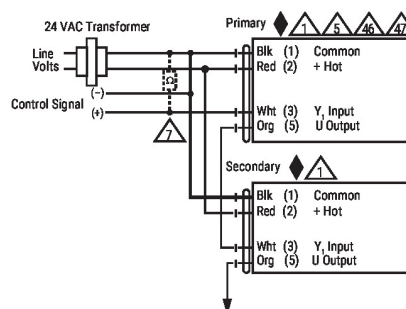 24 VAC Transformer
Primary 1 5 46 47
Line
Volts
Blk (1) Common
Red (2) + Hot
(–)
Control Signal
(+)
Wht (3) Y1 Input
Org (5) U Output
7
Ω
Secondary 1
Blk (1) Common
Red (2) + Hot
Wht (3) Y1 Input
Org (5) U Output